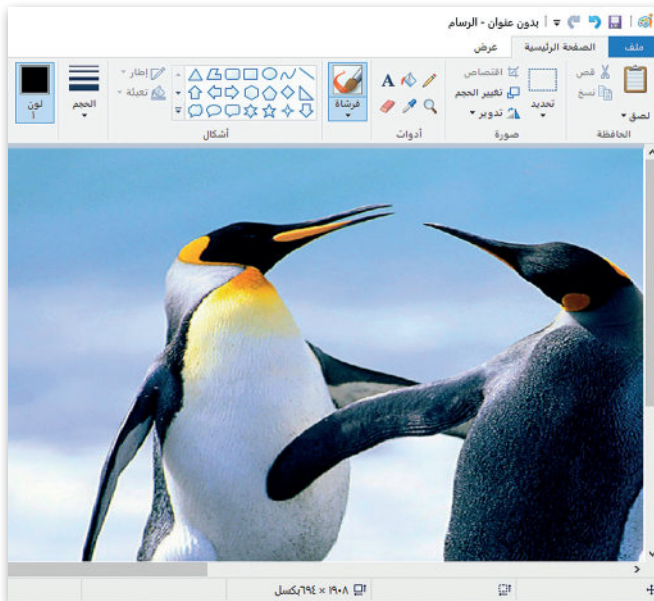 بدون عنوان - الرسام
ملف الصفحة الرئيسية عرض
لصق
قص
نسخ
الحافظة
تحديد
اقتصاص
تغيير الحجم
تدوير
صورة
A
أدوات
فرشاة
أشكال
إطار
تعبئة
الحجم
لون
١
١٩٠٨ × ٦٩٤بكسل